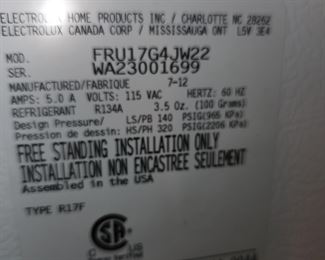 ELECTROLUX HOME PRODUCTS INC / CHARLOTTE NC 28262
ELECTROLUX CANADA CORP / MISSISSAUGA ONT L5V 3E4
MOD. FRU17G4JW22
SER. WA23001699
MANUFACTURED/FABRIQUÉ 7-12
AMPS: 5.0 A VOLTS: 115 VAC HERTZ: 60 HZ
REFRIGERANT R134A 3.5 Oz. (100 Grams)
Design Pressure / LS/PB 140 PSIG(965 KPa)
Pression de dessin: HS/PH 320 PSIG(2206 KPa)
FREE STANDING INSTALLATION ONLY
INSTALLATION NON ENCASTREE SEULEMENT
Assembled in the USA
TYPE R17F
CSA
C US